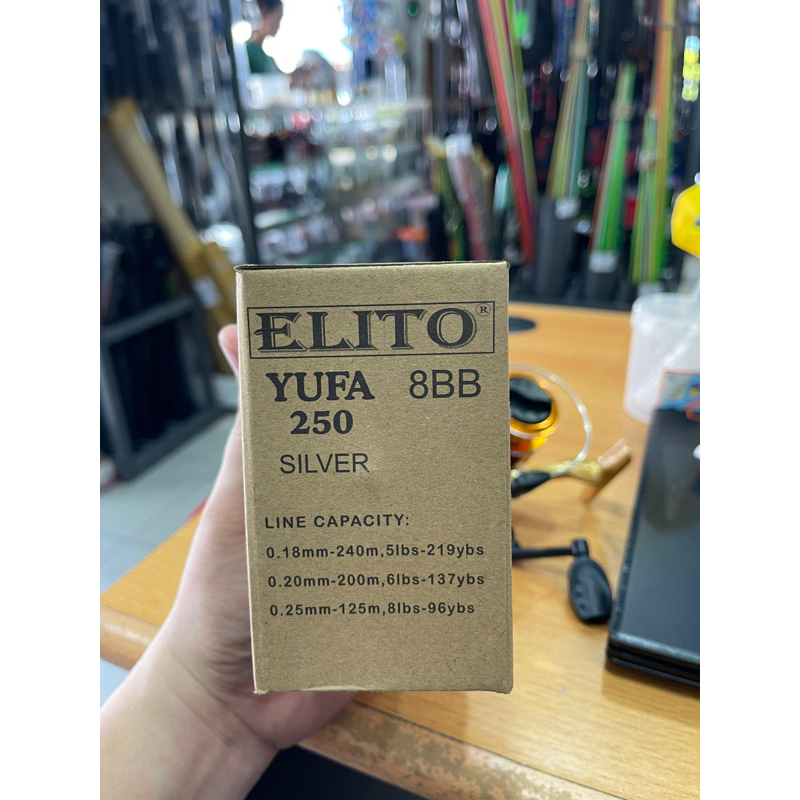 ELITO®
YUFA 8BB
250
SILVER
LINE CAPACITY:
0.18mm-240m,5lbs-219ybs
0.20mm-200m,6lbs-137ybs
0.25mm-125m,8lbs-96ybs